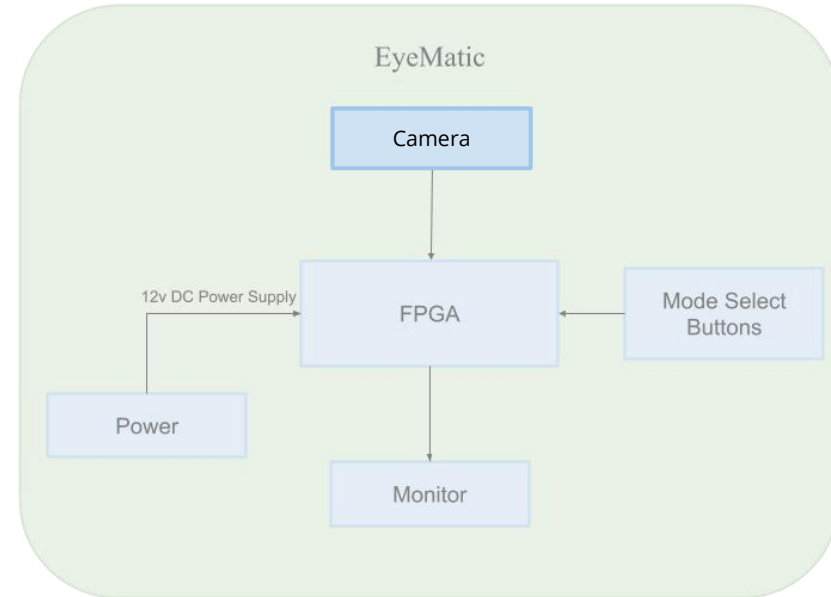 EyeMatic
Camera
12v DC Power Supply
FPGA
Mode Select
Buttons
Power
Monitor